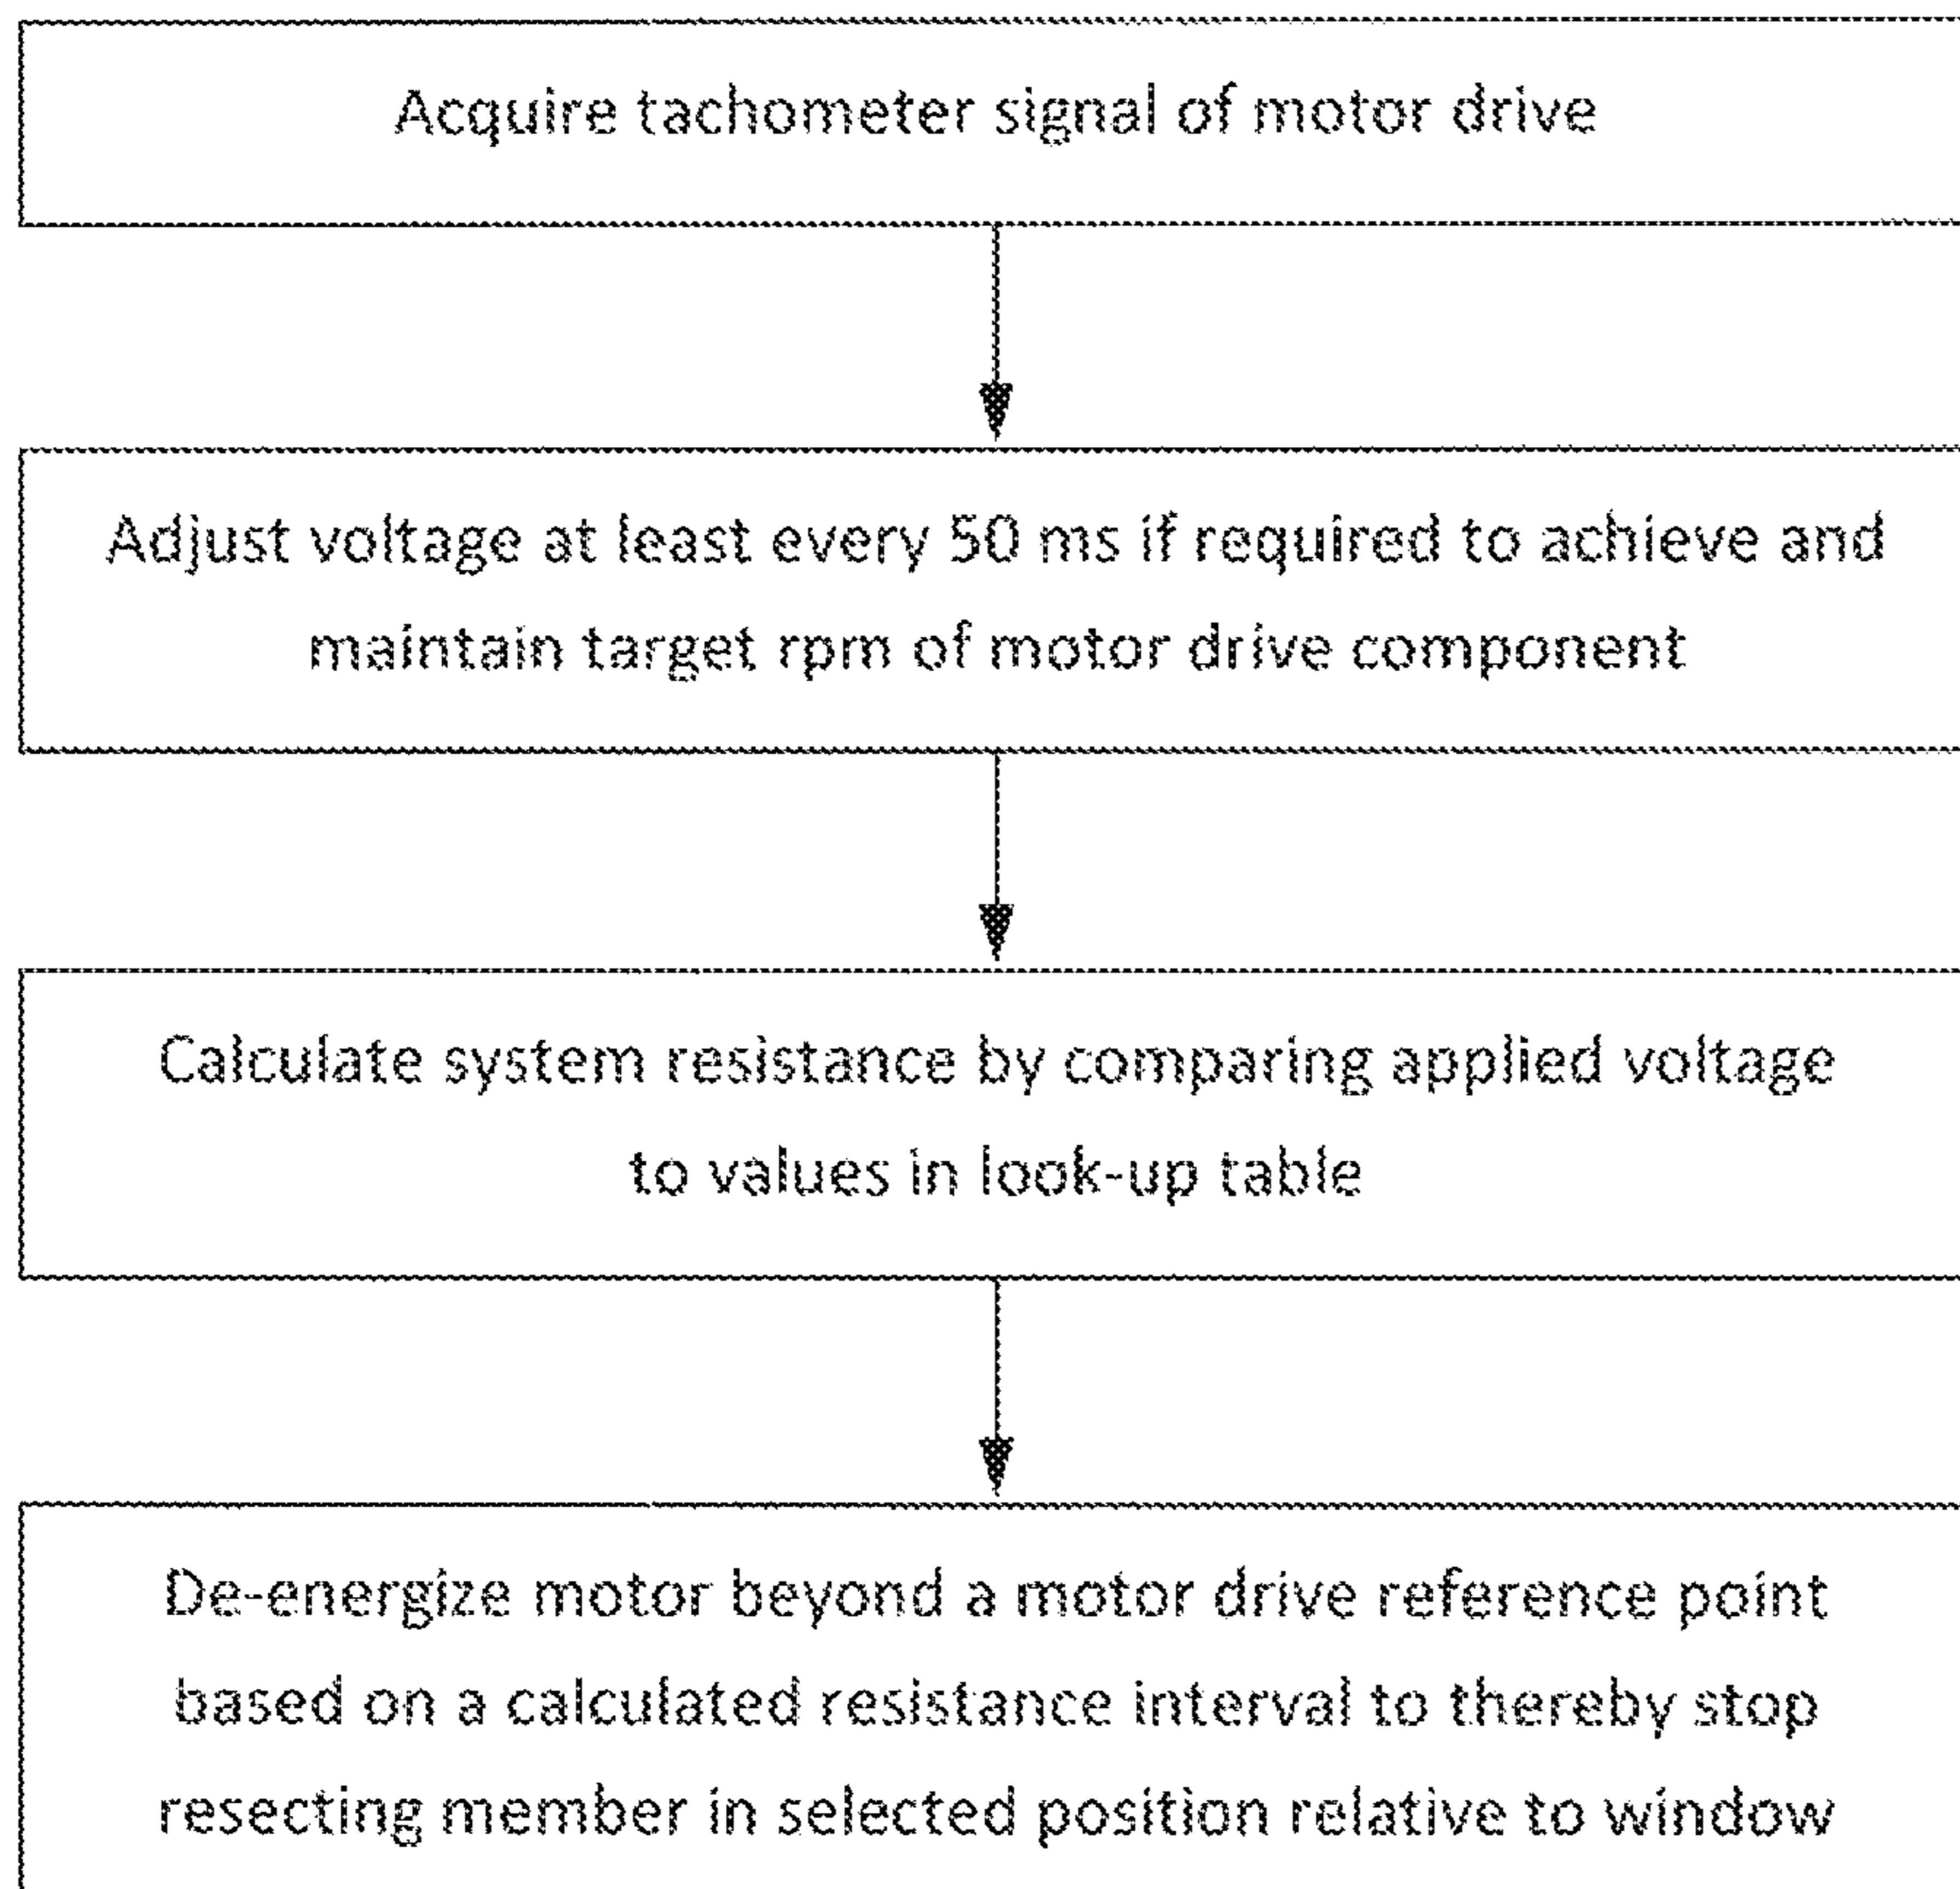 Acquire tachometer signal of motor drive
Adjust voltage at least every 50 ms if required to achieve and
maintain target rpm of motor drive component
Calculate system resistance by comparing applied voltage
to values in look-up table
De-energize motor beyond a motor drive reference point
based on a calculated resistance interval to thereby stop
resecting member in selected position relative to window